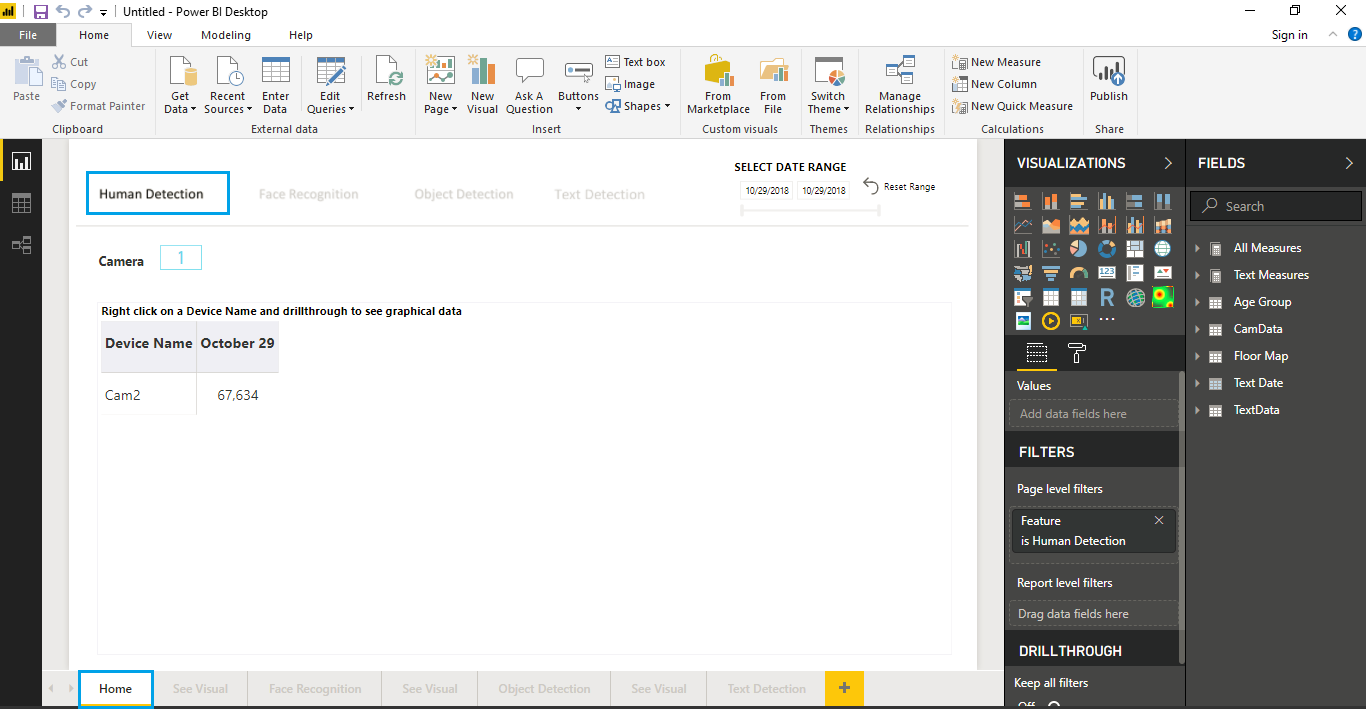 Untitled - Power BI Desktop
File Home View Modeling Help Sign in ?
Paste
Cut
Copy
Format Painter
Clipboard
Get Data
Recent Sources
Enter Data
Edit Queries
External data
Refresh
New Page
New Visual
Ask A Question
Buttons
Text box
Image
Shapes
Insert
From Marketplace
From File
Custom visuals
Switch Theme
Themes
Manage Relationships
Relationships
New Measure
New Column
New Quick Measure
Calculations
Publish
Share
Human Detection Face Recognition Object Detection Text Detection
SELECT DATE RANGE
10/29/2018 10/29/2018 Reset Range
Camera 1
Right click on a Device Name and drillthrough to see graphical data
Device Name October 29
Cam2 67,634
Home See Visual Face Recognition See Visual Object Detection See Visual Text Detection +
VISUALIZATIONS
123
R
...
Values
Add data fields here
FILTERS
Page level filters
Feature
is Human Detection
Report level filters
Drag data fields here
DRILLTHROUGH
Keep all filters
Off
FIELDS
Search
All Measures
Text Measures
Age Group
CamData
Floor Map
Text Date
TextData